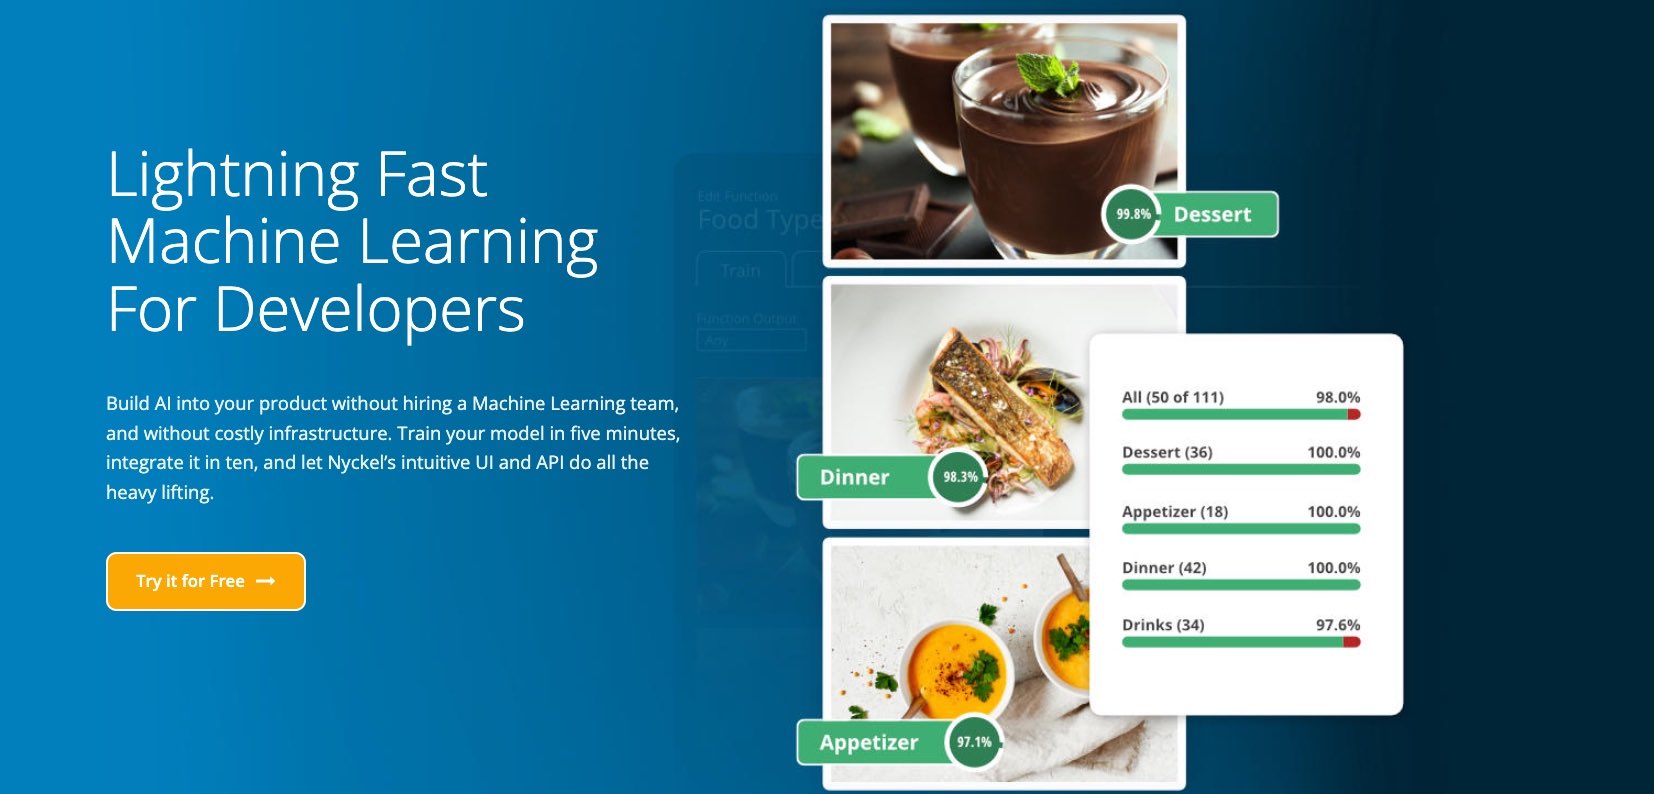 Lightning Fast
Machine Learning
For Developers
Build AI into your product without hiring a Machine Learning team,
and without costly infrastructure. Train your model in five minutes,
integrate it in ten, and let Nyckel’s intuitive UI and API do all the
heavy lifting.
Try it for Free
Edit Function
Food Type
Train
Function Output
Any
99.8% Dessert
Dinner 98.3%
Appetizer 97.1%
All (50 of 111) 98.0%
Dessert (36) 100.0%
Appetizer (18) 100.0%
Dinner (42) 100.0%
Drinks (34) 97.6%